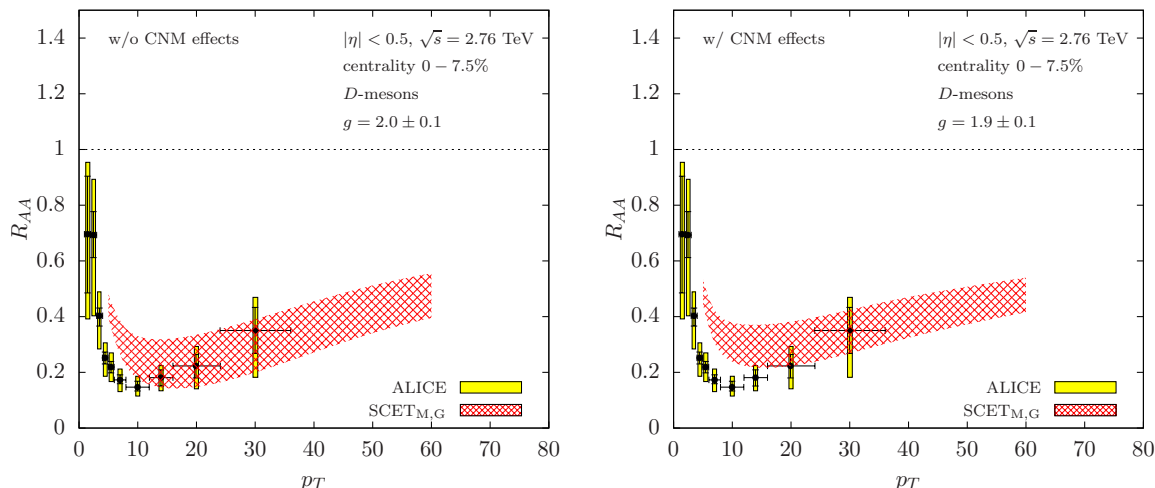 w/o CNM effects
|η| < 0.5, √s = 2.76 TeV
centrality 0 − 7.5%
D-mesons
g = 2.0 ± 0.1
ALICE
SCET_M,G
R_AA
0
0.2
0.4
0.6
0.8
1
1.2
1.4
0 10 20 30 40 50 60 70 80
p_T
w/ CNM effects
|η| < 0.5, √s = 2.76 TeV
centrality 0 − 7.5%
D-mesons
g = 1.9 ± 0.1
ALICE
SCET_M,G
R_AA
0
0.2
0.4
0.6
0.8
1
1.2
1.4
0 10 20 30 40 50 60 70 80
p_T